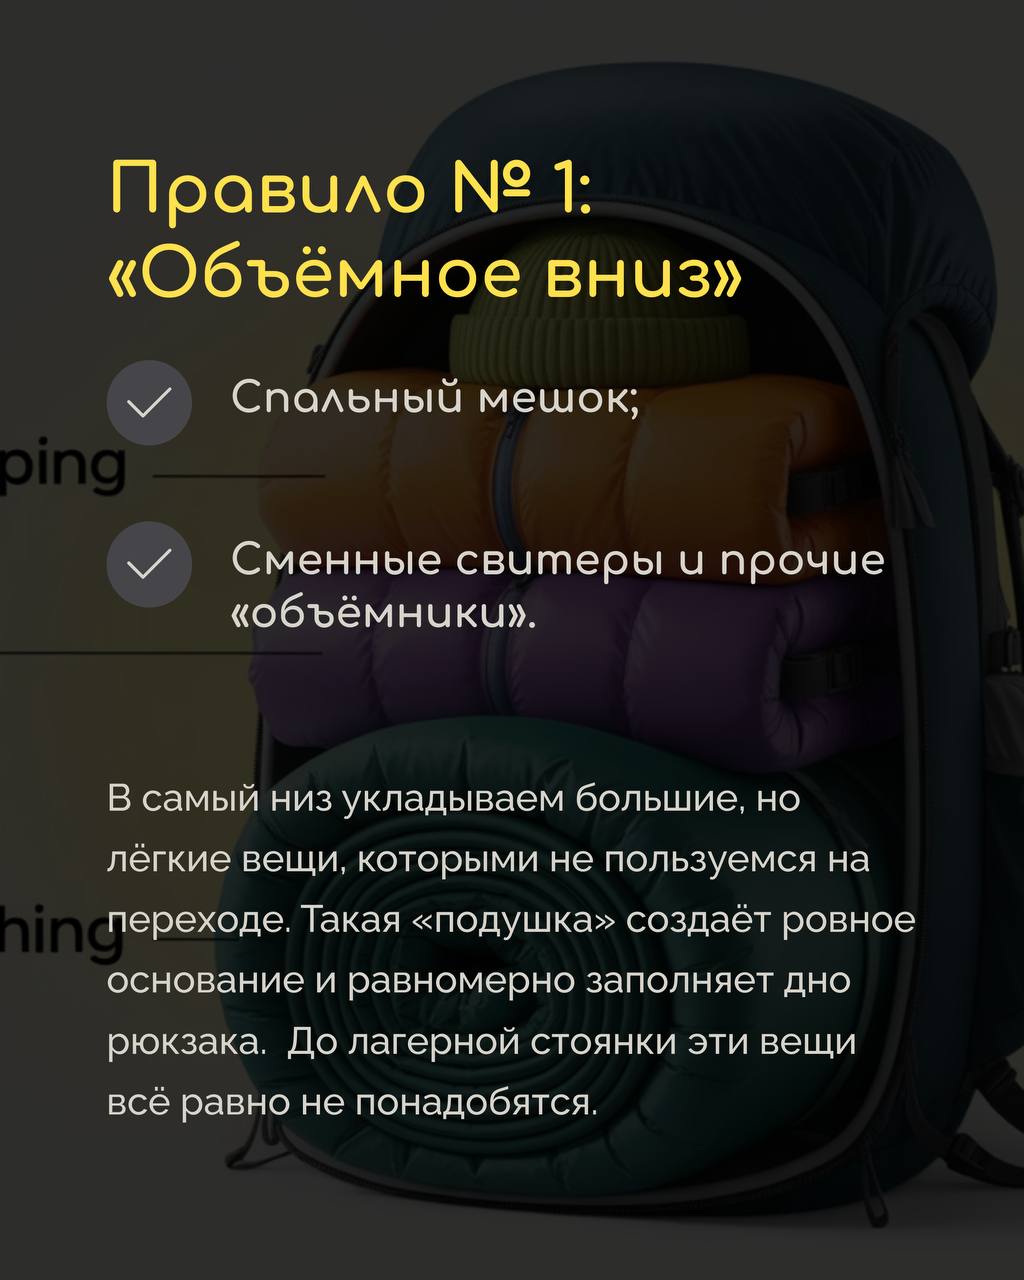 Правило № 1:
«Объёмное вниз»
Спальный мешок;
ping
Сменные свитеры и прочие
«объёмники».
В самый низ укладываем большие, но
лёгкие вещи, которыми не пользуемся на
переходе. Такая «подушка» создаёт ровное
hing
основание и равномерно заполняет дно
рюкзака. До лагерной стоянки эти вещи
всё равно не понадобятся.